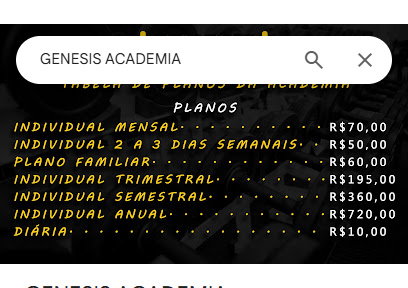 GENESIS ACADEMIA
TABELA DE PLANOS DA ACADEMIA
PLANOS
INDIVIDUAL MENSAL R$70,00
INDIVIDUAL 2 A 3 DIAS SEMANAIS R$50,00
PLANO FAMILIAR R$60,00
INDIVIDUAL TRIMESTRAL R$195,00
INDIVIDUAL SEMESTRAL R$360,00
INDIVIDUAL ANUAL R$720,00
DIÁRIA R$10,00
GENESIS ACADEMIA